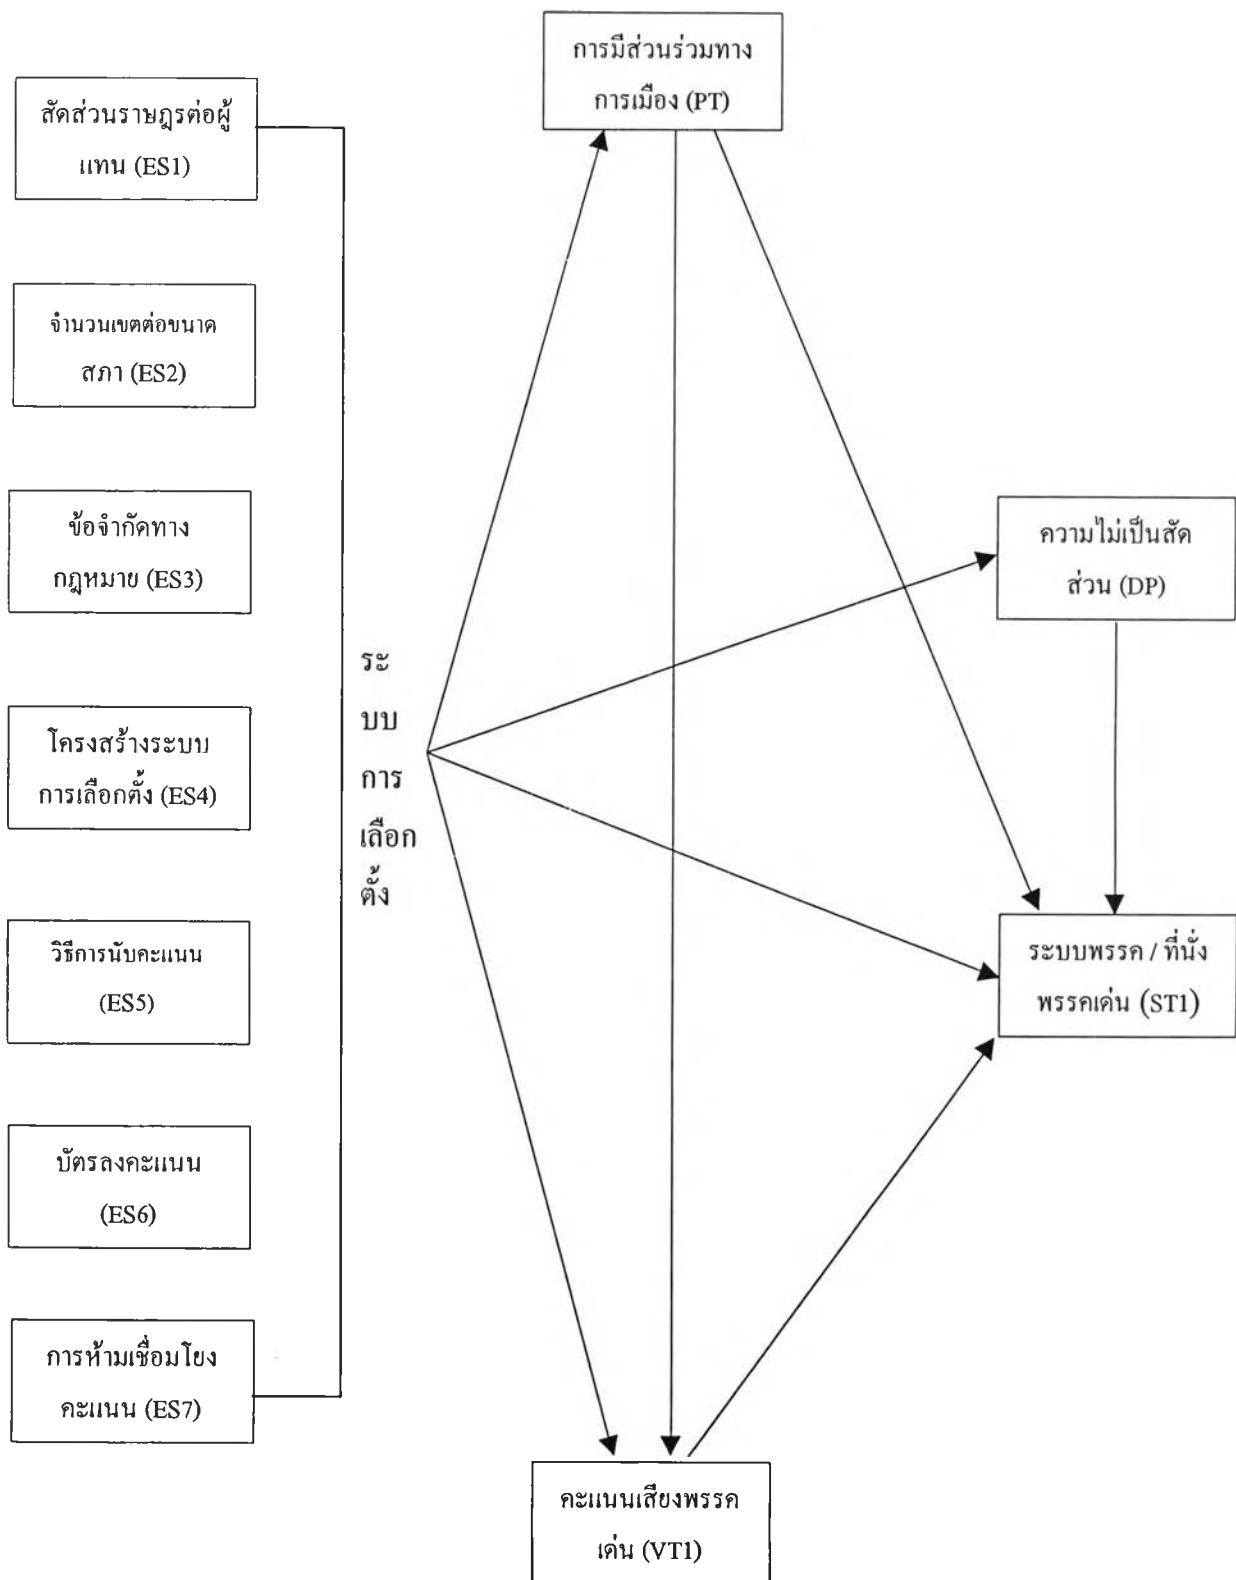 การมีส่วนร่วมทาง
การเมือง (PT)
สัดส่วนราษฎรต่อผู้
แทน (ES1)
จำนวนเขตต่อขนาด
สภา (ES2)
ข้อจำกัดทาง
กฎหมาย (ES3)
โครงสร้างระบบ
การเลือกตั้ง (ES4)
วิธีการนับคะแนน
(ES5)
บัตรลงคะแนน
(ES6)
การห้ามเชื่อมโยง
คะแนน (ES7)
ระ
บบ
การ
เลือก
ตั้ง
ความไม่เป็นสัด
ส่วน (DP)
ระบบพรรค / ที่นั่ง
พรรคเด่น (ST1)
คะแนนเสียงพรรค
เด่น (VT1)